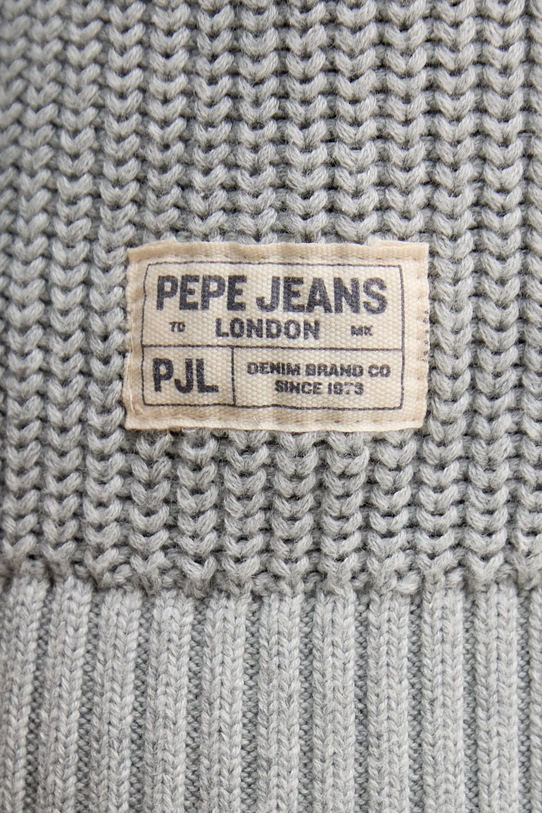 PEPE JEANS
TD LONDON MK
PJL
DENIM BRAND CO
SINCE 1973